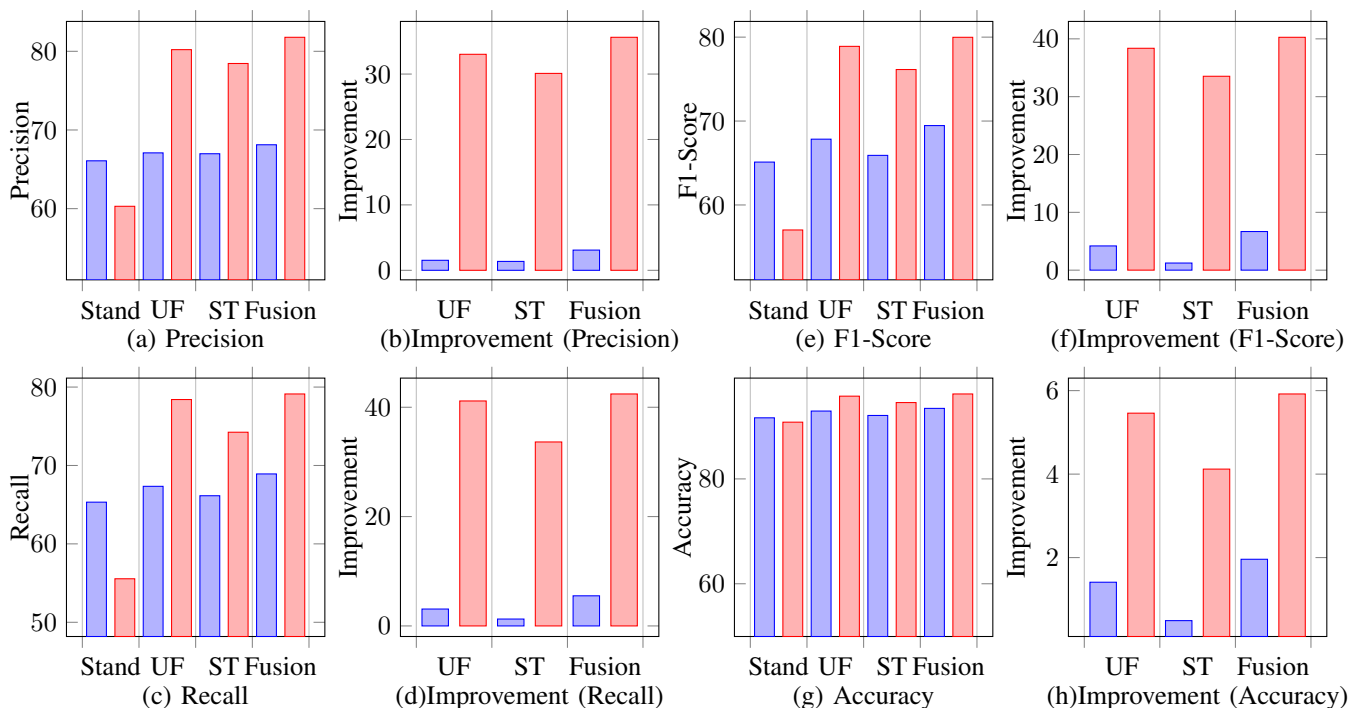 Precision
80
70
60
Stand UF ST Fusion
(a) Precision
Improvement
30
20
10
0
UF ST Fusion
(b)Improvement (Precision)
F1-Score
80
70
60
Stand UF ST Fusion
(e) F1-Score
Improvement
40
30
20
10
0
UF ST Fusion
(f)Improvement (F1-Score)
Recall
80
70
60
50
Stand UF ST Fusion
(c) Recall
Improvement
40
20
0
UF ST Fusion
(d)Improvement (Recall)
Accuracy
80
60
Stand UF ST Fusion
(g) Accuracy
Improvement
6
4
2
UF ST Fusion
(h)Improvement (Accuracy)